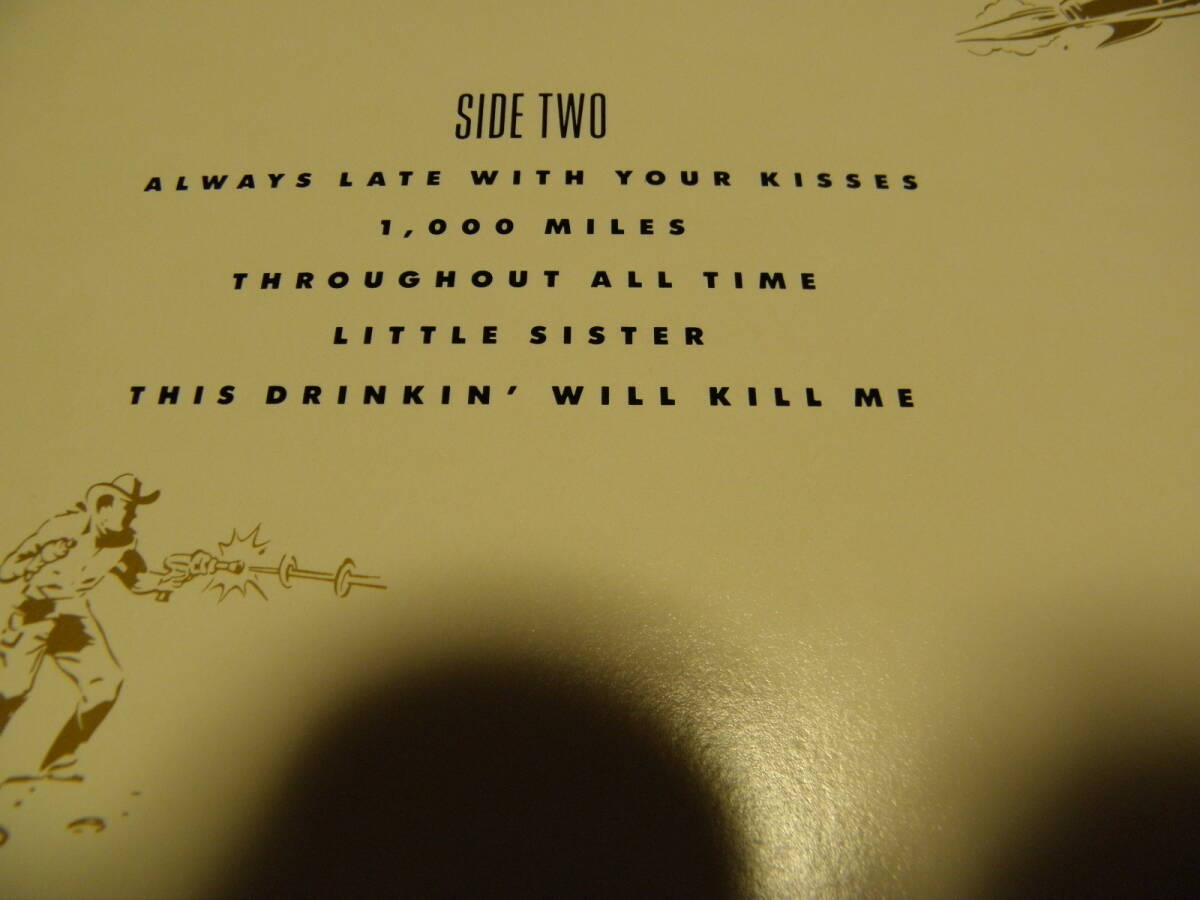 SIDE TWO
ALWAYS LATE WITH YOUR KISSES
1,000 MILES
THROUGHOUT ALL TIME
LITTLE SISTER
THIS DRINKIN' WILL KILL ME